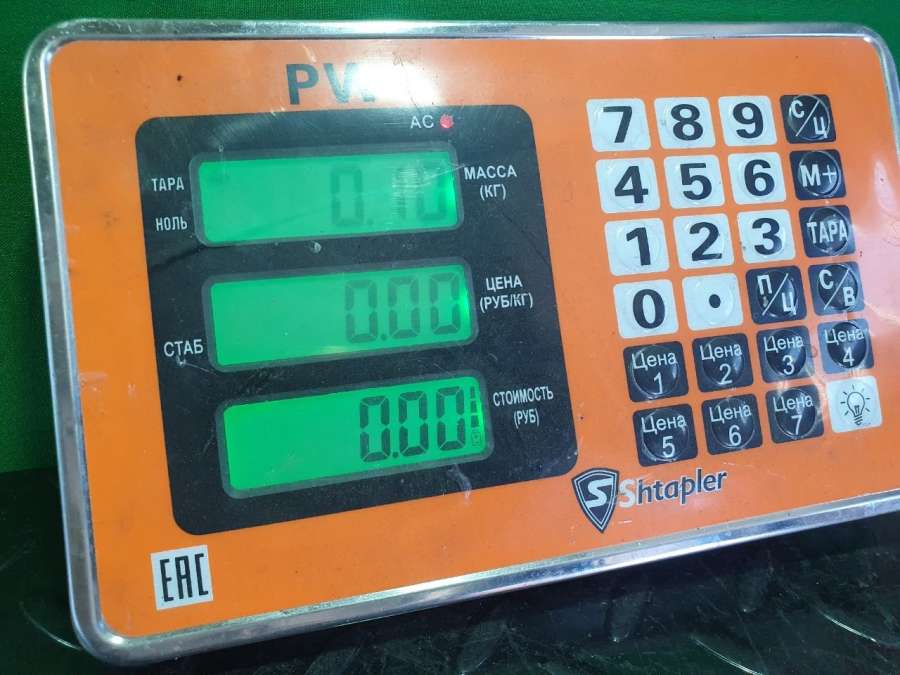 PV
AC
ТАРА
НОЛЬ
0.10
МАССА
(КГ)
0.00
ЦЕНА
(РУБ/КГ)
СТАБ
0.00
СТОИМОСТЬ
(РУБ)
7 8 9 С/Ц
4 5 6 М+
1 2 3 ТАРА
0 . П/Ц С/В
Цена 1 Цена 2 Цена 3 Цена 4
Цена 5 Цена 6 Цена 7
S Shtapler
EAC